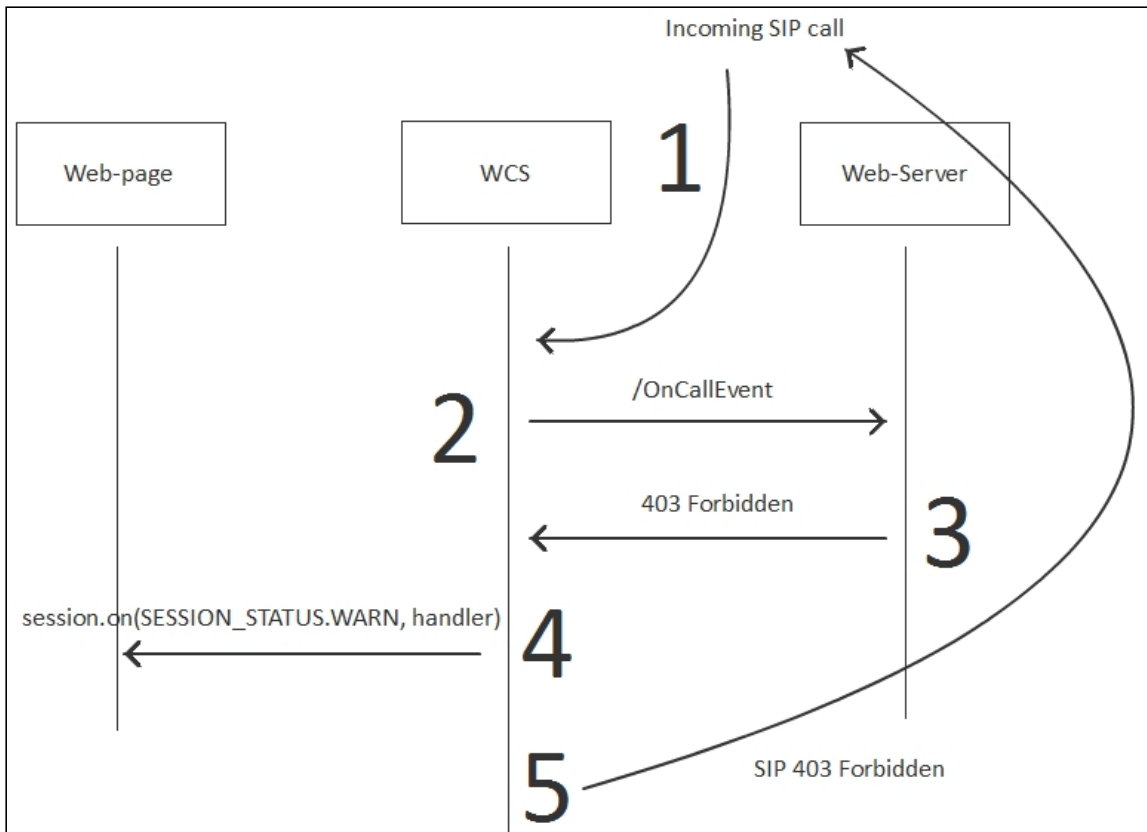 Incoming SIP call
1
Web-page
WCS
Web-Server
/OnCallEvent
2
403 Forbidden
3
session.on(SESSION_STATUS.WARN, handler)
4
5
SIP 403 Forbidden